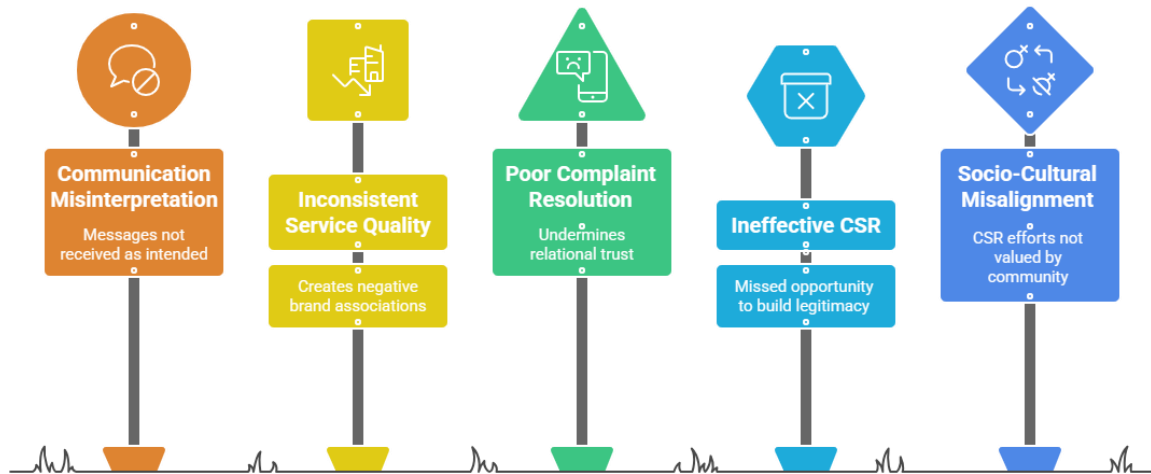 Communication
Misinterpretation
Messages not
received as intended
Inconsistent
Service Quality
Creates negative
brand associations
Poor Complaint
Resolution
Undermines
relational trust
Ineffective CSR
Missed opportunity
to build legitimacy
Socio-Cultural
Misalignment
CSR efforts not
valued by
community